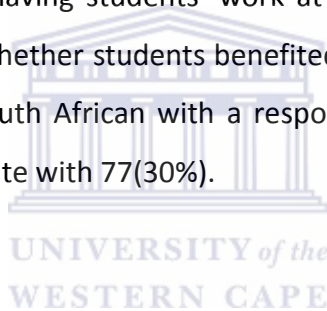 having students’ work at
hether students benefited
uth African with a respo
te with 77(30%).
UNIVERSITY of the
WESTERN CAPE